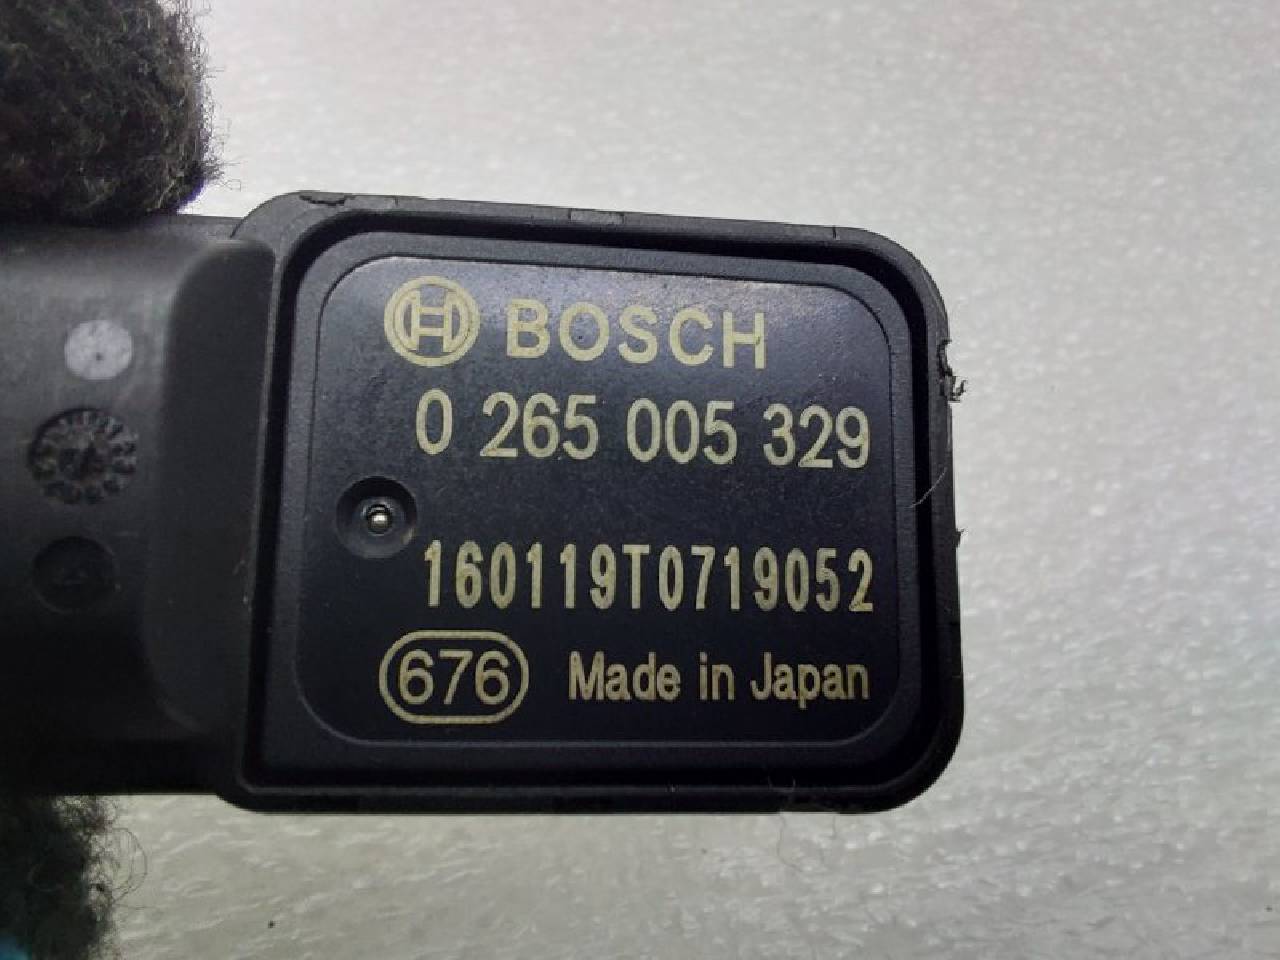 BOSCH
0 265 005 329
160119T0719052
676 Made in Japan